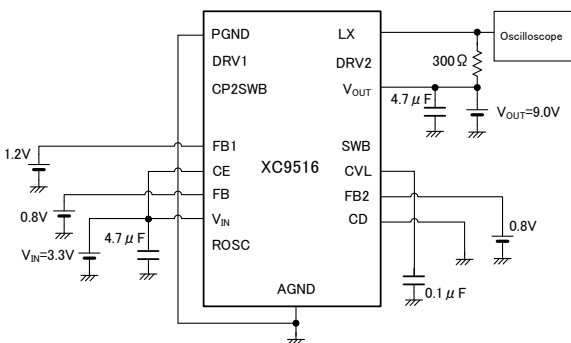 PGND
DRV1
CP2SWB
FB1
CE
FB
VIN
ROSC
XC9516
AGND
LX
DRV2
VOUT
SWB
CVL
FB2
CD
Oscilloscope
300Ω
4.7μF
VOUT=9.0V
1.2V
0.8V
VIN=3.3V
4.7μF
0.8V
0.1μF